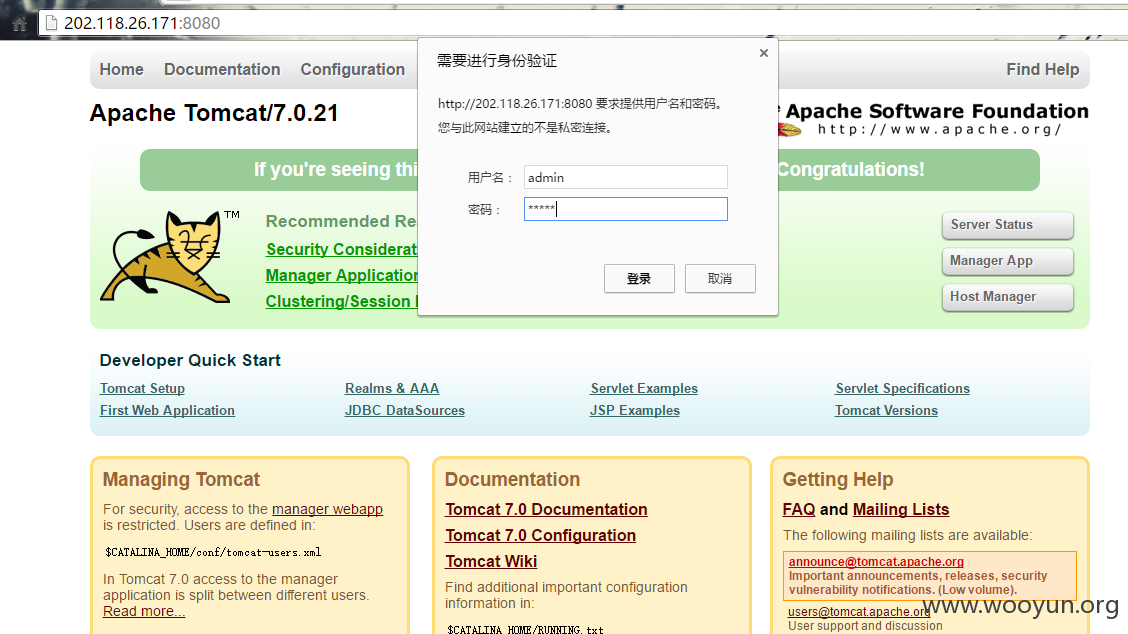 202.118.26.171:8080
需要进行身份验证
×
http://202.118.26.171:8080 要求提供用户名和密码。
您与此网站建立的不是私密连接。
用户名：
admin
密码：
*****
登录
取消
Home
Documentation
Configuration
Find Help
Apache Tomcat/7.0.21
Apache Software Foundation
http://www.apache.org/
If you're seeing
Congratulations!
TM
Recommended
Security
Manager Application
Clustering/Session
Server Status
Manager App
Host Manager
Developer Quick Start
Tomcat Setup
Realms & AAA
Servlet Examples
Servlet Specifications
First Web Application
JDBC DataSources
JSP Examples
Tomcat Versions
Managing Tomcat
For security, access to the manager webapp
is restricted. Users are defined in:
$CATALINA_HOME/conf/tomcat-users.xml
In Tomcat 7.0 access to the manager
application is split between different users.
Read more...
Documentation
Tomcat 7.0 Documentation
Tomcat 7.0 Configuration
Tomcat Wiki
Find additional important configuration
information in:
$CATALINA_HOME/RUNNING.txt
Getting Help
FAQ and Mailing Lists
The following mailing lists are available:
announce@tomcat.apache.org
Important announcements, releases, security
vulnerability notifications. (Low volume).
users@tomcat.apache.org
User support and discussion
www.wooyun.org